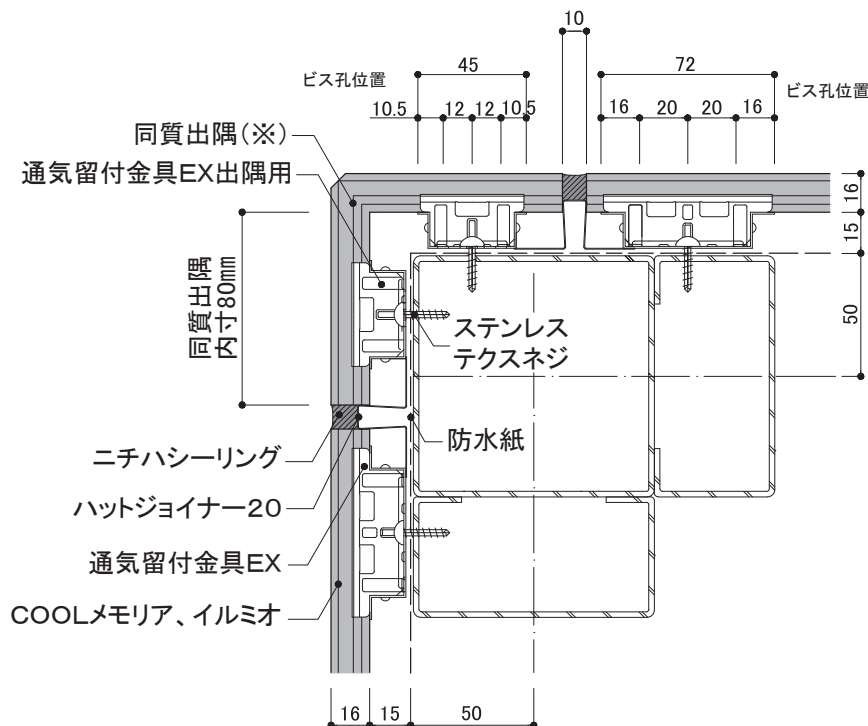 10
ビス孔位置
45
72
ビス孔位置
10.5
12
12
10.5
16
20
20
16
同質出隅(※)
通気留付金具EX出隅用
16
15
50
同質出隅
内寸80mm
ステンレス
テクスネジ
防水紙
ニチハシーリング
ハットジョイナー20
通気留付金具EX
COOLメモリア、イルミオ
16
15
50